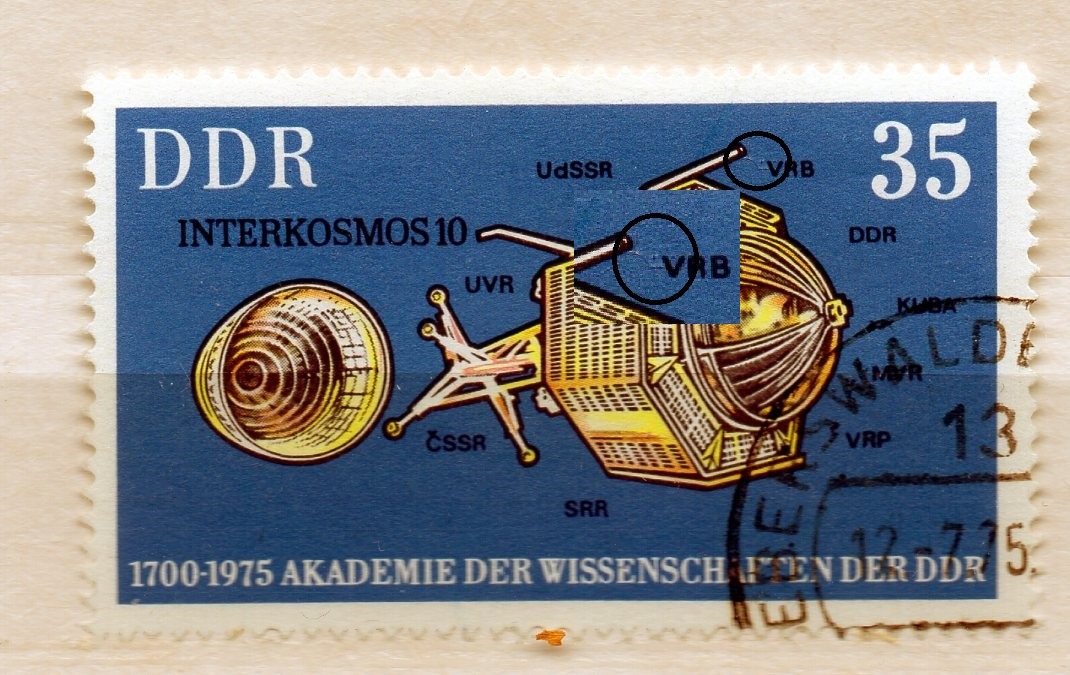 DDR
35
UdSSR
VRB
INTERKOSMOS 10
DDR
VRB
UVR
KUBA
MVR
ČSSR
VRP
SRR
1700-1975 AKADEMIE DER WISSENSCHAFTEN DER DDR
EBERSWALDE
13
12.-7.75.